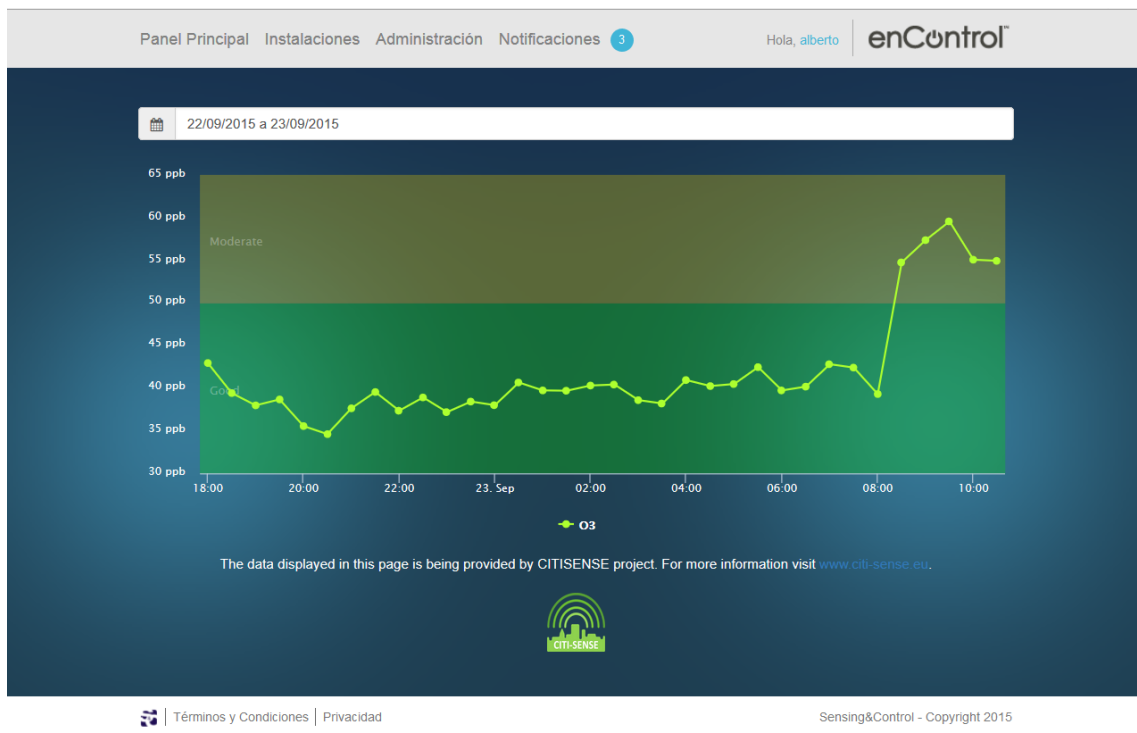 Panel Principal Instalaciones Administración Notificaciones 3 Hola, alberto enControl™
22/09/2015 a 23/09/2015
65 ppb
60 ppb
Moderate
55 ppb
50 ppb
45 ppb
40 ppb
Good
35 ppb
30 ppb
18:00 20:00 22:00 23. Sep 02:00 04:00 06:00 08:00 10:00
O3
The data displayed in this page is being provided by CITISENSE project. For more information visit www.citi-sense.eu.
CITI-SENSE
Términos y Condiciones | Privacidad Sensing&Control - Copyright 2015